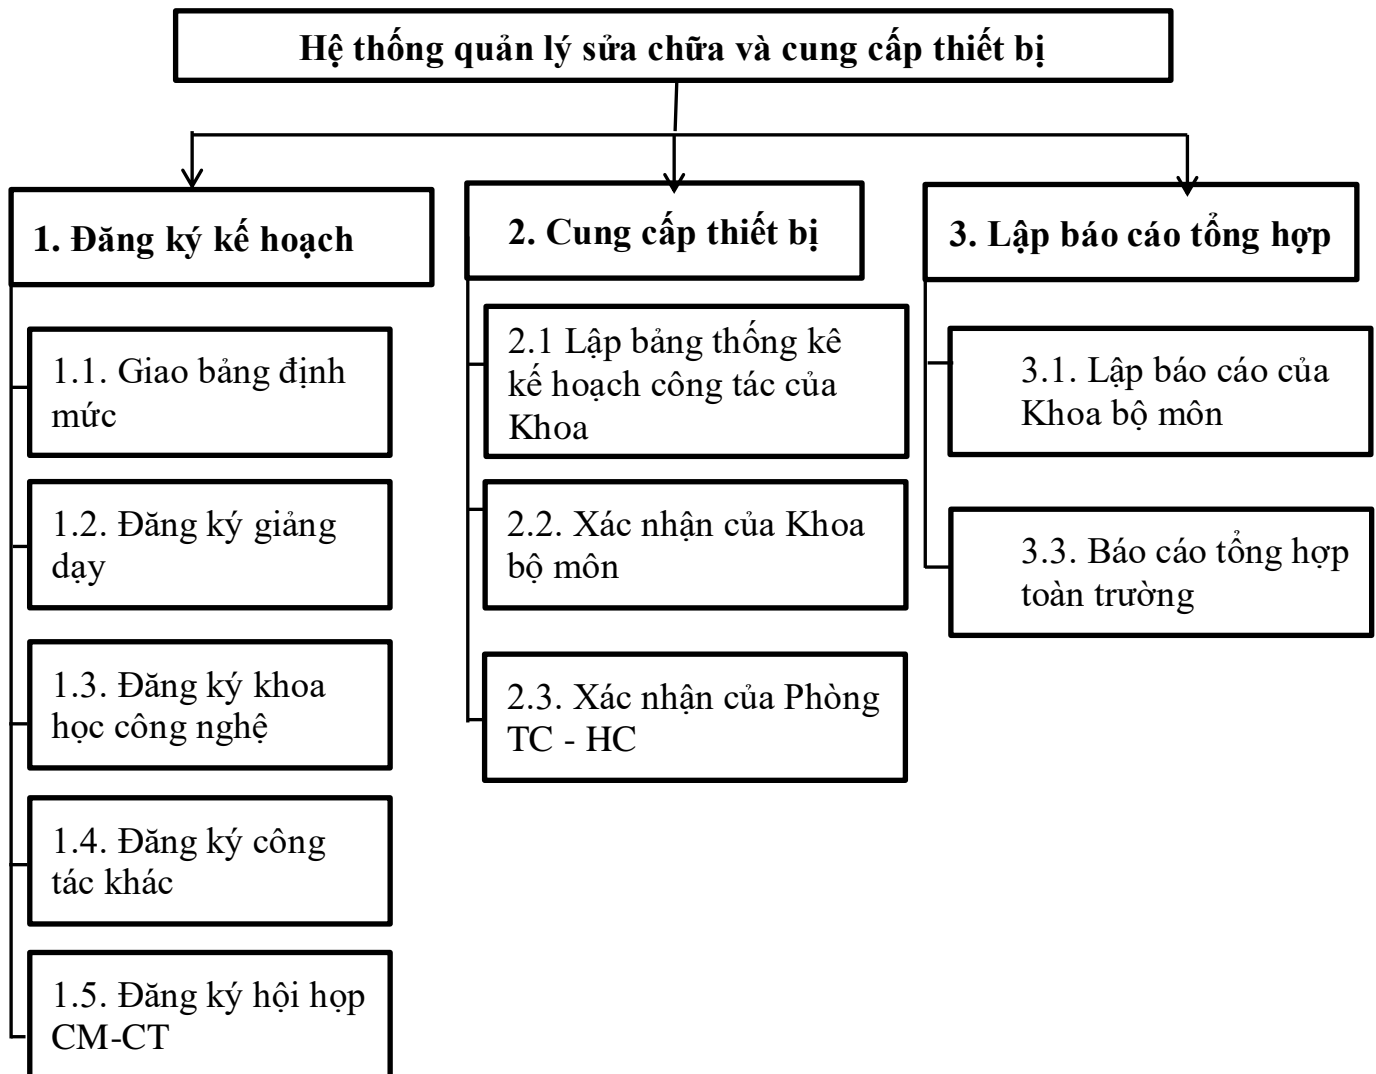 Hệ thống quản lý sửa chữa và cung cấp thiết bị
1. Đăng ký kế hoạch
1.1. Giao bảng định
mức
1.2. Đăng ký giảng
dạy
1.3. Đăng ký khoa
học công nghệ
1.4. Đăng ký công
tác khác
1.5. Đăng ký hội họp
CM-CT
2. Cung cấp thiết bị
2.1 Lập bảng thống kê
kế hoạch công tác của
Khoa
2.2. Xác nhận của Khoa
bộ môn
2.3. Xác nhận của Phòng
TC - HC
3. Lập báo cáo tổng hợp
3.1. Lập báo cáo của
Khoa bộ môn
3.3. Báo cáo tổng hợp
toàn trường